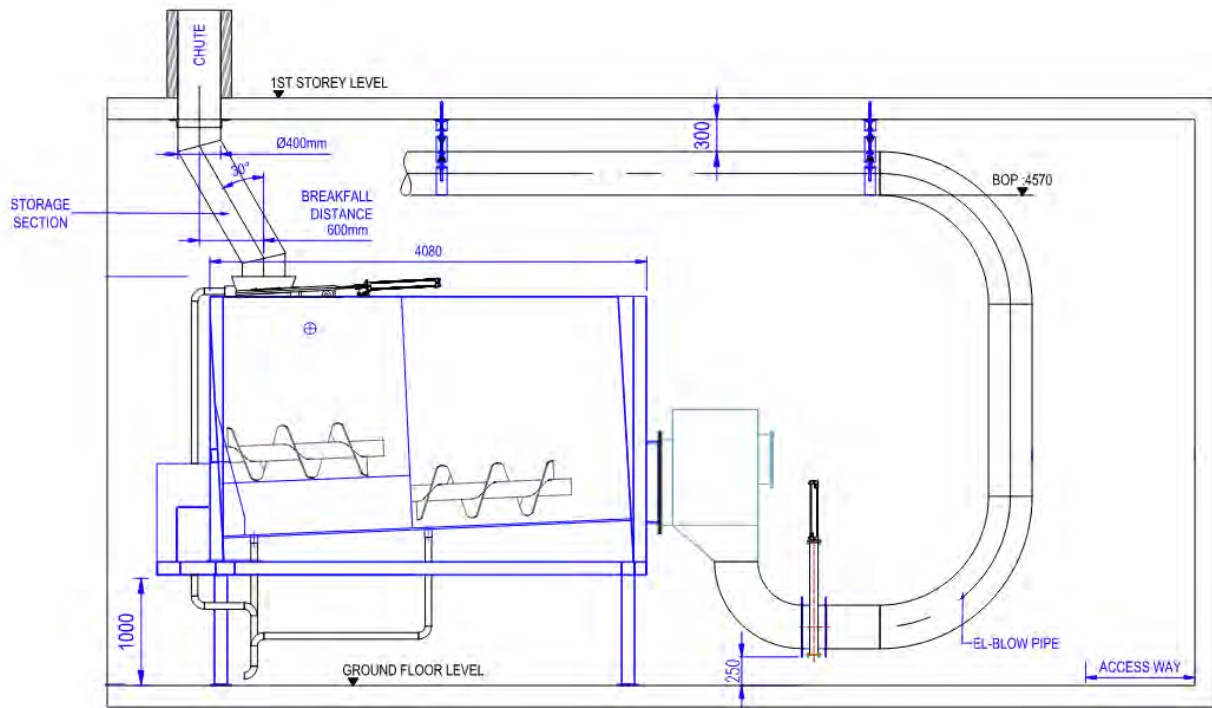 CHUTE
1ST STOREY LEVEL
Ø400mm
300
30°
BOP :4570
STORAGE
SECTION
BREAKFALL
DISTANCE
600mm
4080
1000
GROUND FLOOR LEVEL
250
EL-BLOW PIPE
ACCESS WAY